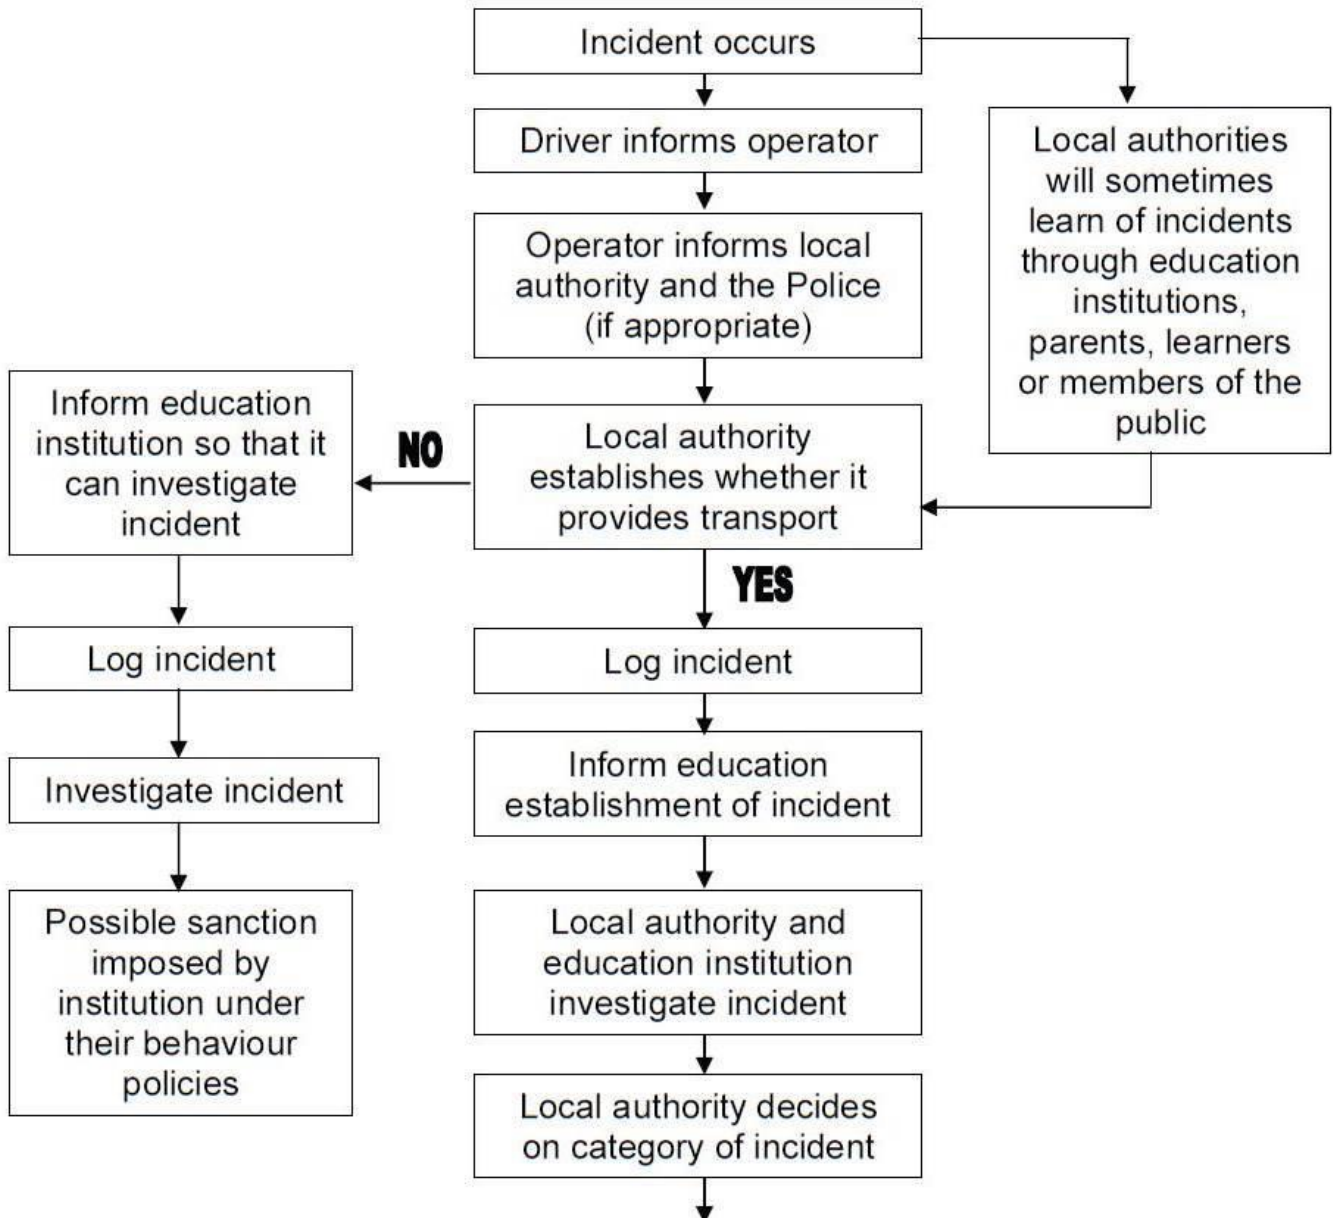 Incident occurs
Driver informs operator
Operator informs local
authority and the Police
(if appropriate)
Local authorities
will sometimes
learn of incidents
through education
institutions,
parents, learners
or members of the
public
Local authority
establishes whether it
provides transport
NO
Inform education
institution so that it
can investigate
incident
Log incident
Investigate incident
Possible sanction
imposed by
institution under
their behaviour
policies
YES
Log incident
Inform education
establishment of incident
Local authority and
education institution
investigate incident
Local authority decides
on category of incident